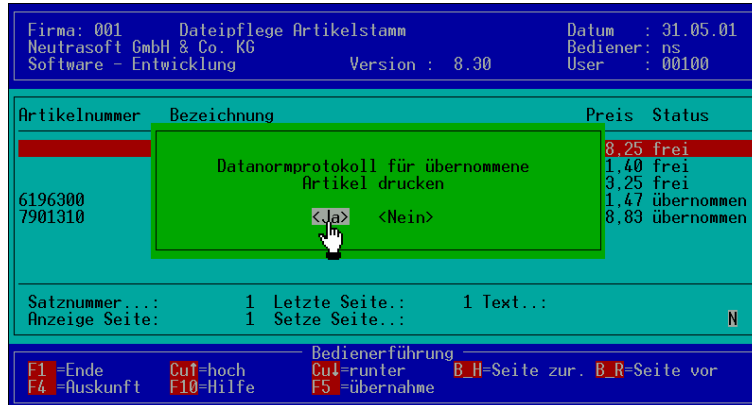 Firma: 001 Dateipflege Artikelstamm Datum : 31.05.01
Neutrasoft GmbH & Co. KG Bediener: ns
Software - Entwicklung Version : 8.30 User : 00100
Artikelnummer Bezeichnung Preis Status
8,25 frei
Datanormprotokoll für übernommene 1,40 frei
Artikel drucken 3,25 frei
6196300 1,47 übernommen
7901310 <Ja> <Nein> 8,83 übernommen
Satznummer...: 1 Letzte Seite.: 1 Text..:
Anzeige Seite: 1 Setze Seite..: N
Bedienerführung
F1 =Ende Cu↑=hoch Cu↓=runter B_H=Seite zur. B_R=Seite vor
F4 =Auskunft F10=Hilfe F5 =übernahme